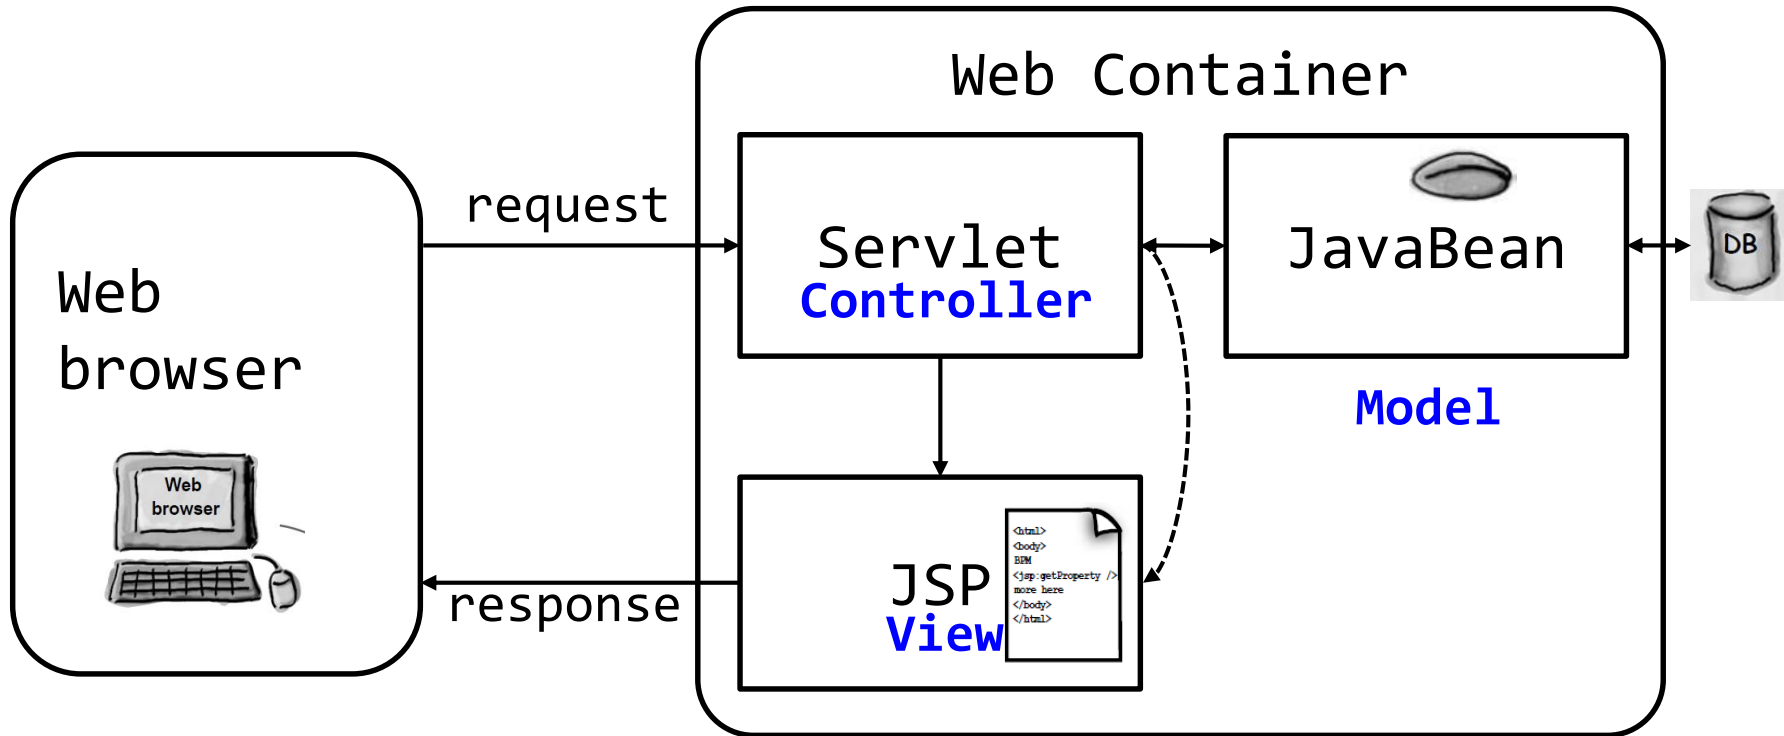 Web Container
request
Servlet
Controller
JavaBean
DB
Model
Web
browser
Web
browser
response
JSP
View
<html>
<body>
BPM
<jsp:getProperty />
more here
</body>
</html>